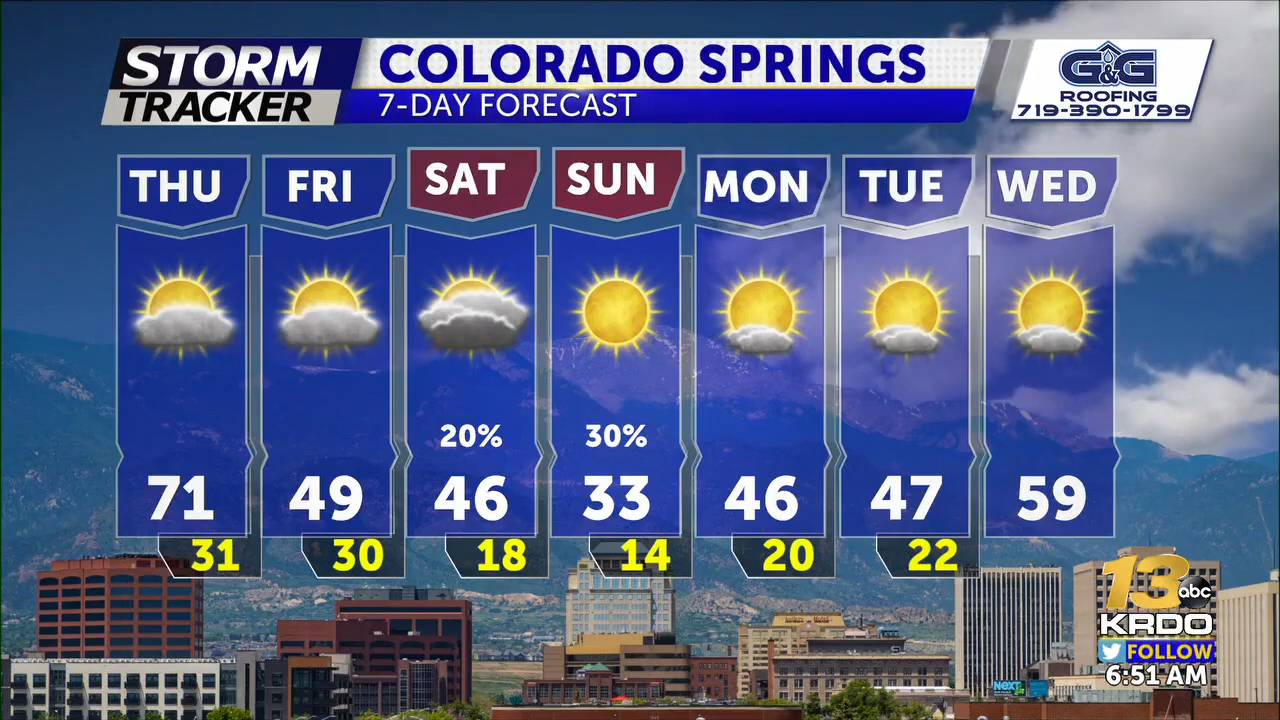 STORM TRACKER
COLORADO SPRINGS
7-DAY FORECAST
G&G
ROOFING
719-390-1799
THU FRI SAT SUN MON TUE WED
20% 30%
71 49 46 33 46 47 59
31 30 18 14 20 22
13 abc
KRDO
FOLLOW
6:51 AM
NEXT